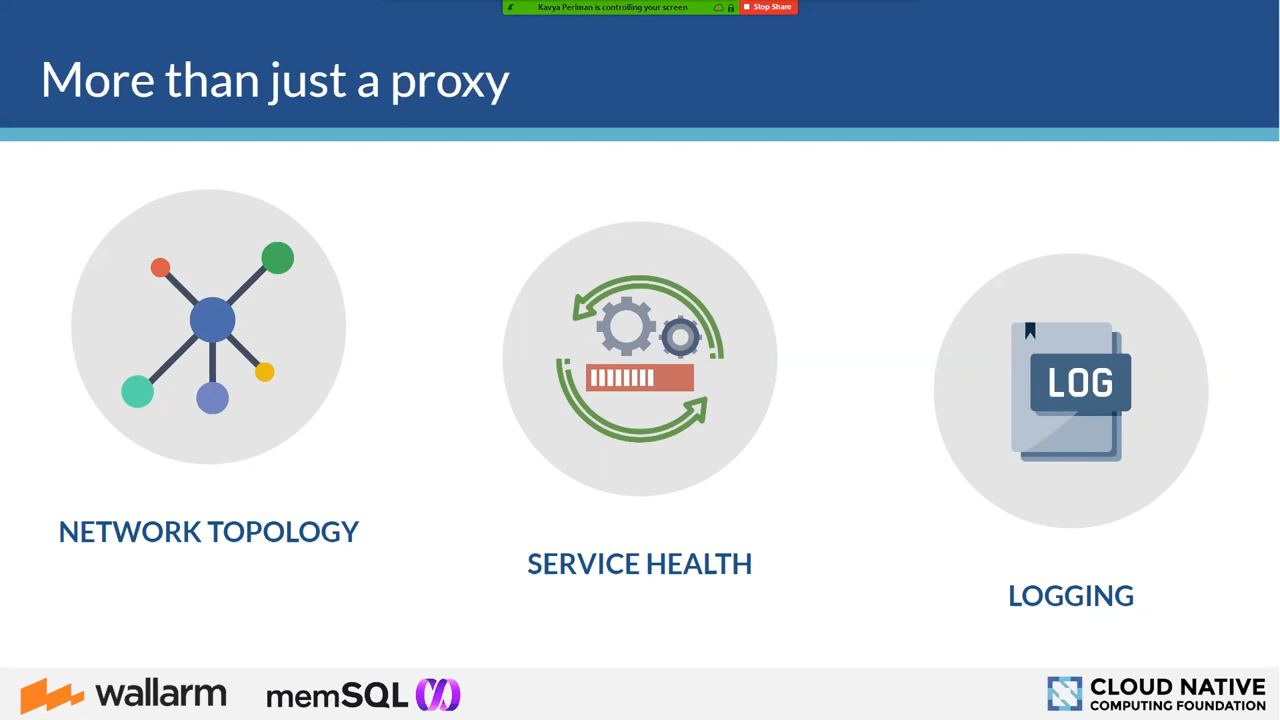 Kavya Perlman is controlling your screen
Stop Share
More than just a proxy
LOG
NETWORK TOPOLOGY
SERVICE HEALTH
LOGGING
wallarm
memSQL
CLOUD NATIVE
COMPUTING FOUNDATION